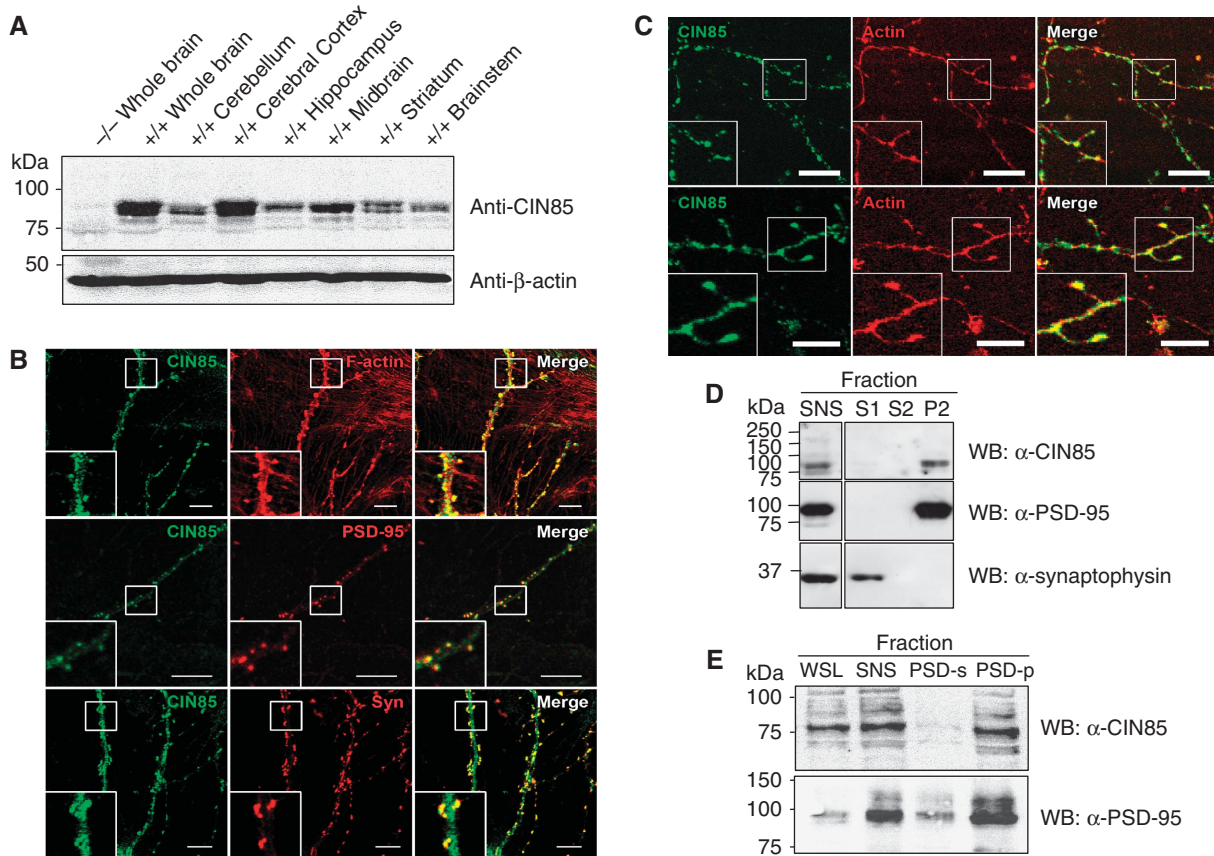 A
–/– Whole brain
+/+ Whole brain
+/+ Cerebellum
+/+ Cerebral Cortex
+/+ Hippocampus
+/+ Midbrain
+/+ Striatum
+/+ Brainstem
kDa
100
75
50
Anti-CIN85
Anti-β-actin
B
CIN85 F-actin Merge
CIN85 PSD-95 Merge
CIN85 Syn Merge
C
CIN85 Actin Merge
CIN85 Actin Merge
D
Fraction
kDa SNS S1 S2 P2
250
150
100
75
WB: α-CIN85
100
75
WB: α-PSD-95
37
WB: α-synaptophysin
E
Fraction
kDa WSL SNS PSD-s PSD-p
100
75
WB: α-CIN85
150
100
75
WB: α-PSD-95